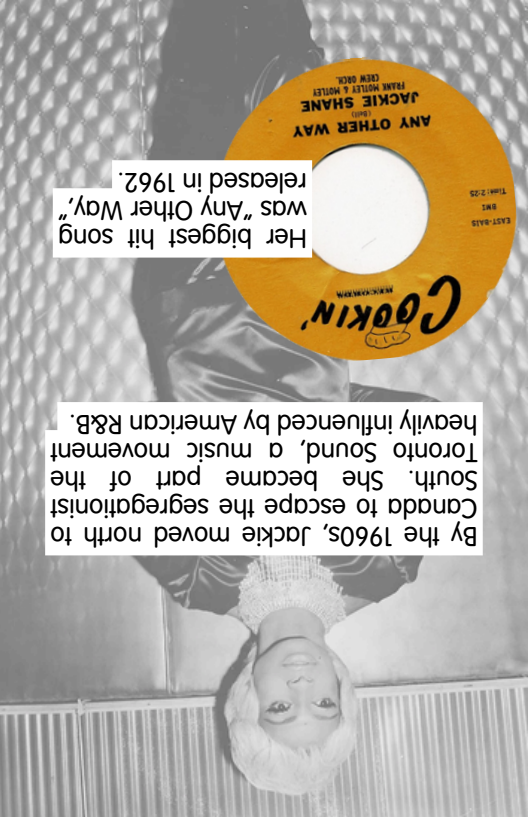 By the 1960s, Jackie moved north to
Canada to escape the segregationist
South. She became part of the
Toronto Sound, a music movement
heavily influenced by American R&B.
COOKIN'
EAST-BAIS
BMI
Time: 2:25
ANY OTHER WAY
(Bell)
JACKIE SHANE
FRANK MOTLEY & MOTLEY
CREW ORCH.
Her biggest hit song
was "Any Other Way,"
released in 1962.